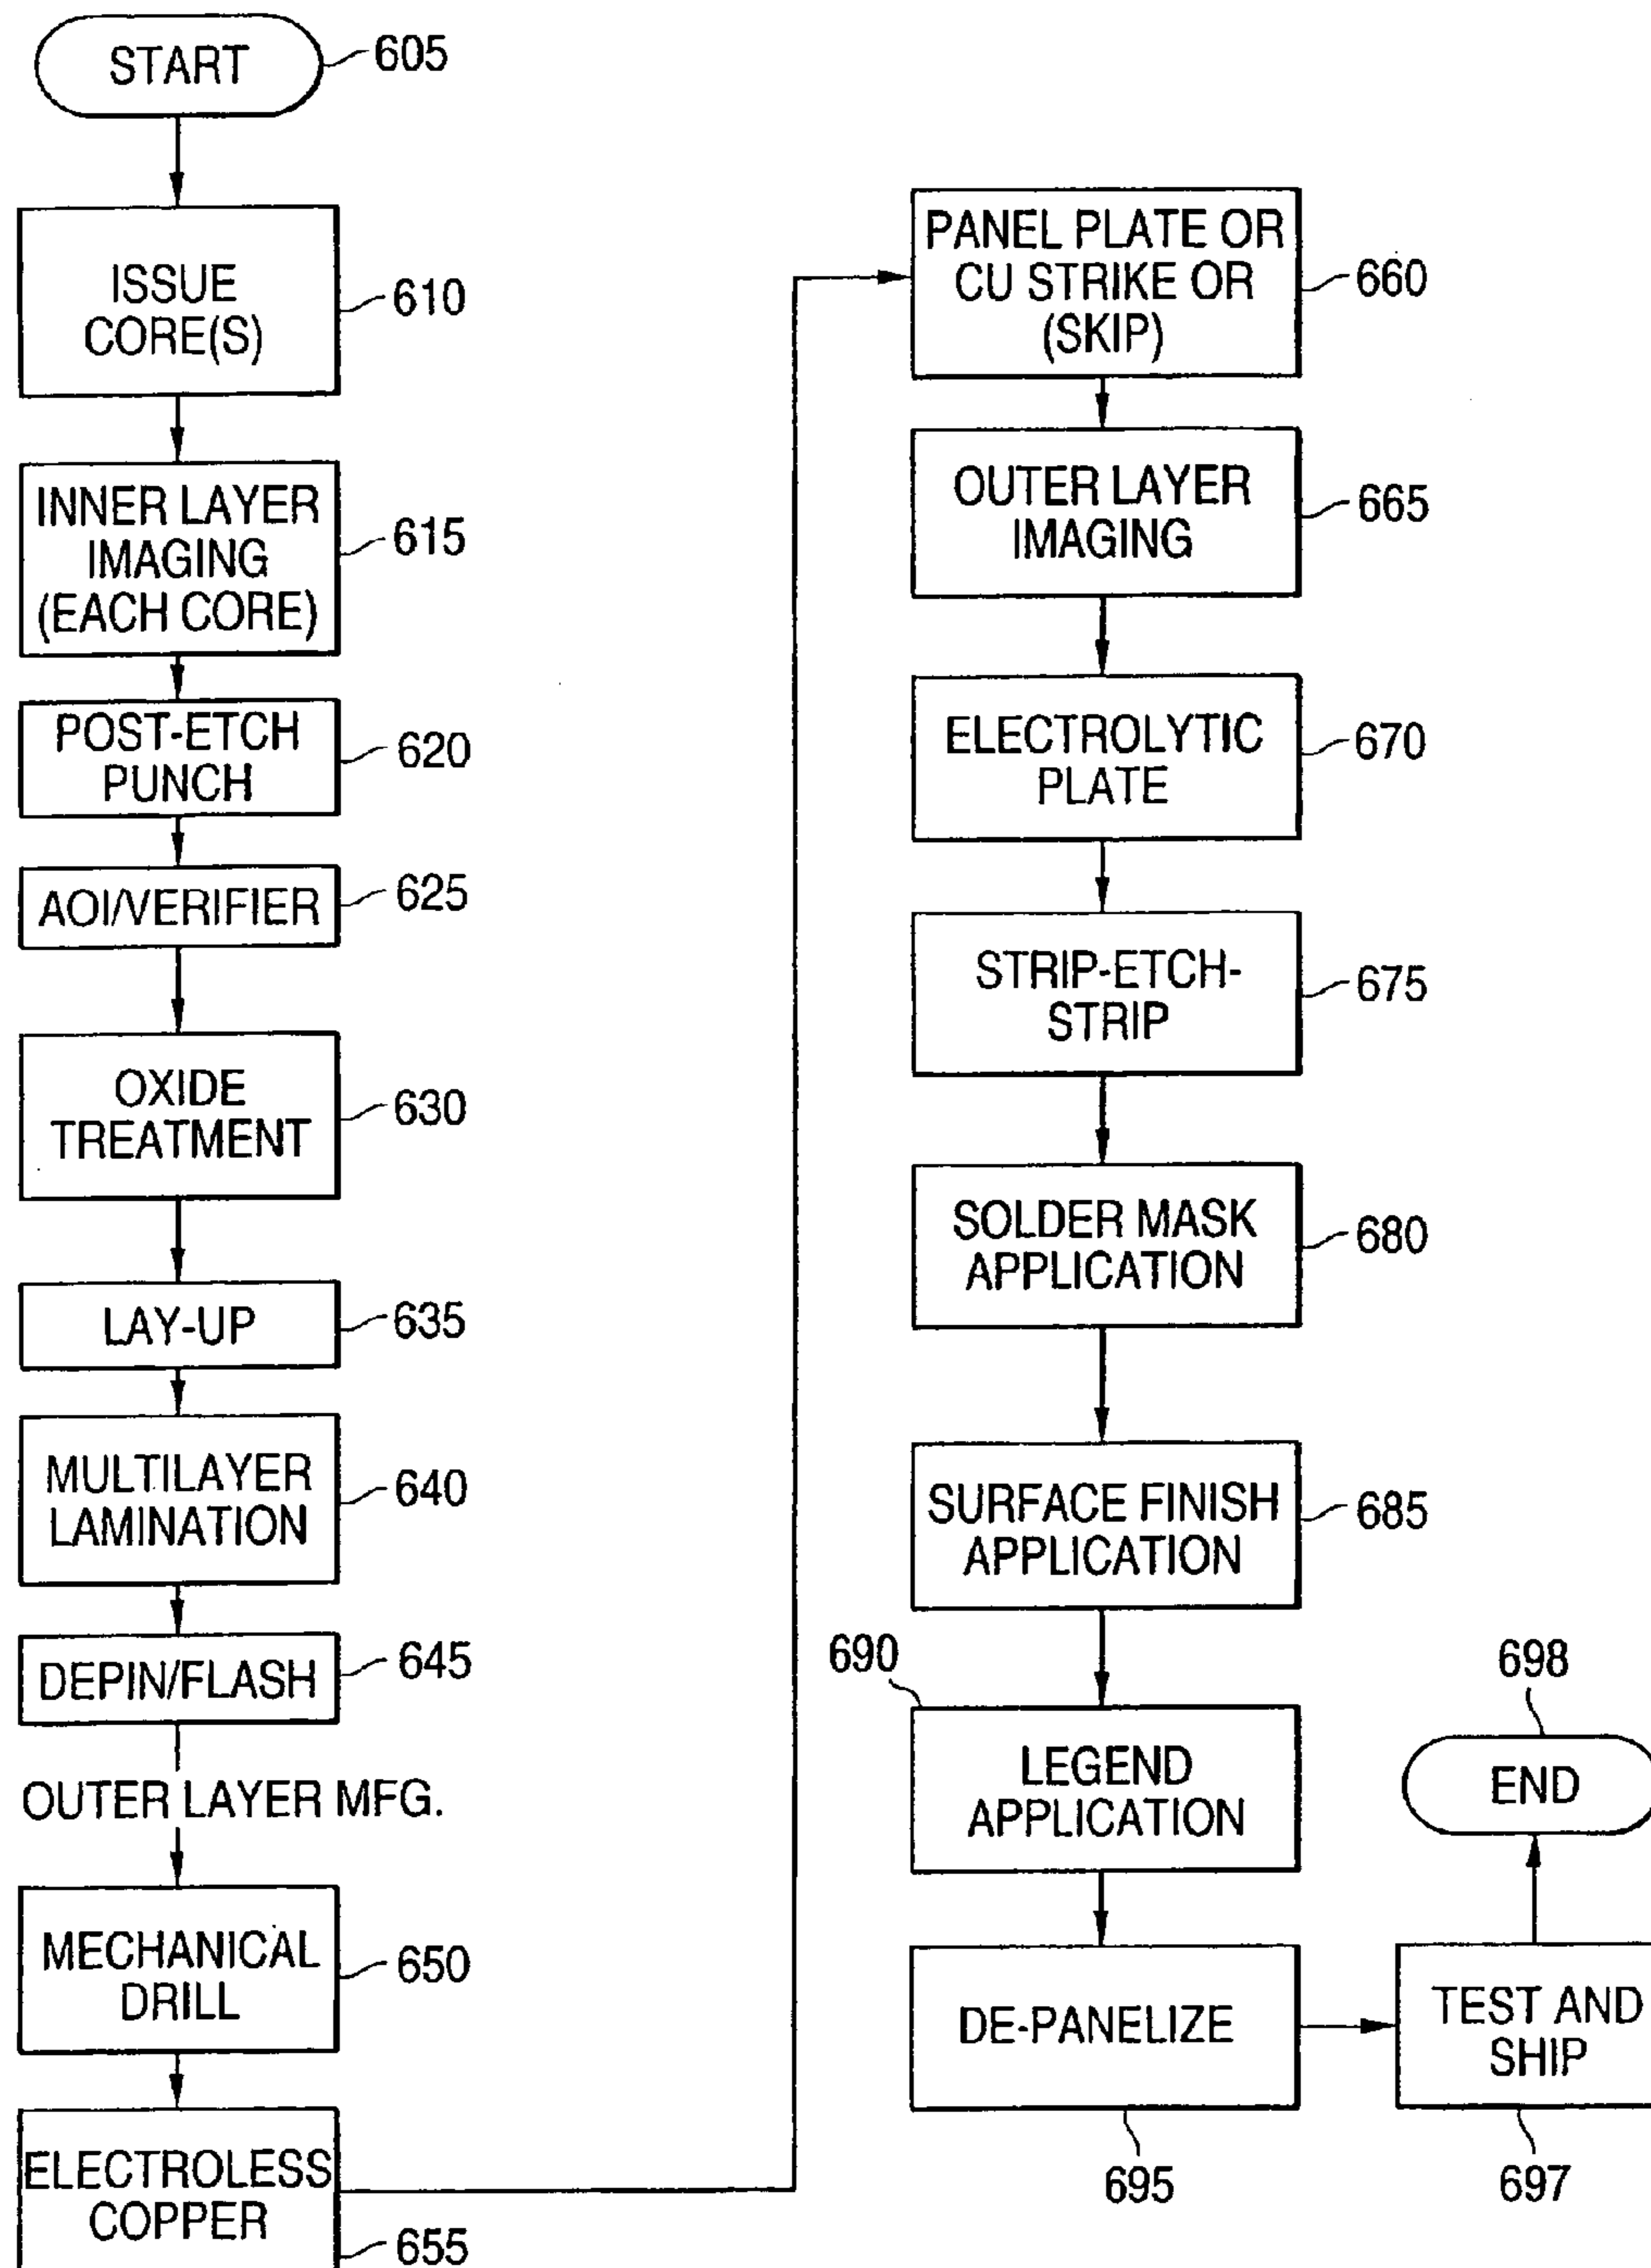 START
605
ISSUE
CORE(S)
610
INNER LAYER
IMAGING
(EACH CORE)
615
POST-ETCH
PUNCH
620
AOI/VERIFIER
625
OXIDE
TREATMENT
630
LAY-UP
635
MULTILAYER
LAMINATION
640
DEPIN/FLASH
645
OUTER LAYER MFG.
MECHANICAL
DRILL
650
ELECTROLESS
COPPER
655
PANEL PLATE OR
CU STRIKE OR
(SKIP)
660
OUTER LAYER
IMAGING
665
ELECTROLYTIC
PLATE
670
STRIP-ETCH-
STRIP
675
SOLDER MASK
APPLICATION
680
SURFACE FINISH
APPLICATION
685
690
LEGEND
APPLICATION
DE-PANELIZE
695
TEST AND
SHIP
697
698
END